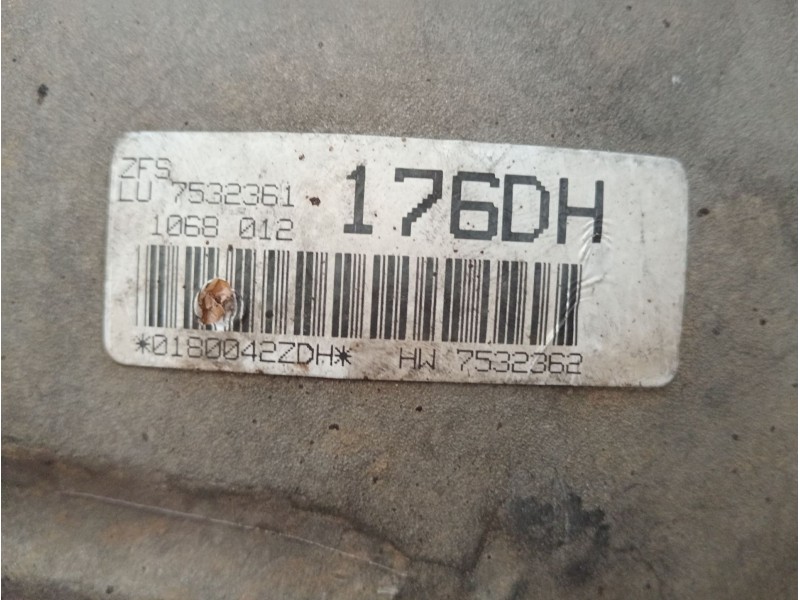 ZFS
LU 7532361
1068 012
176DH
*0180042ZDH* HW 7532362